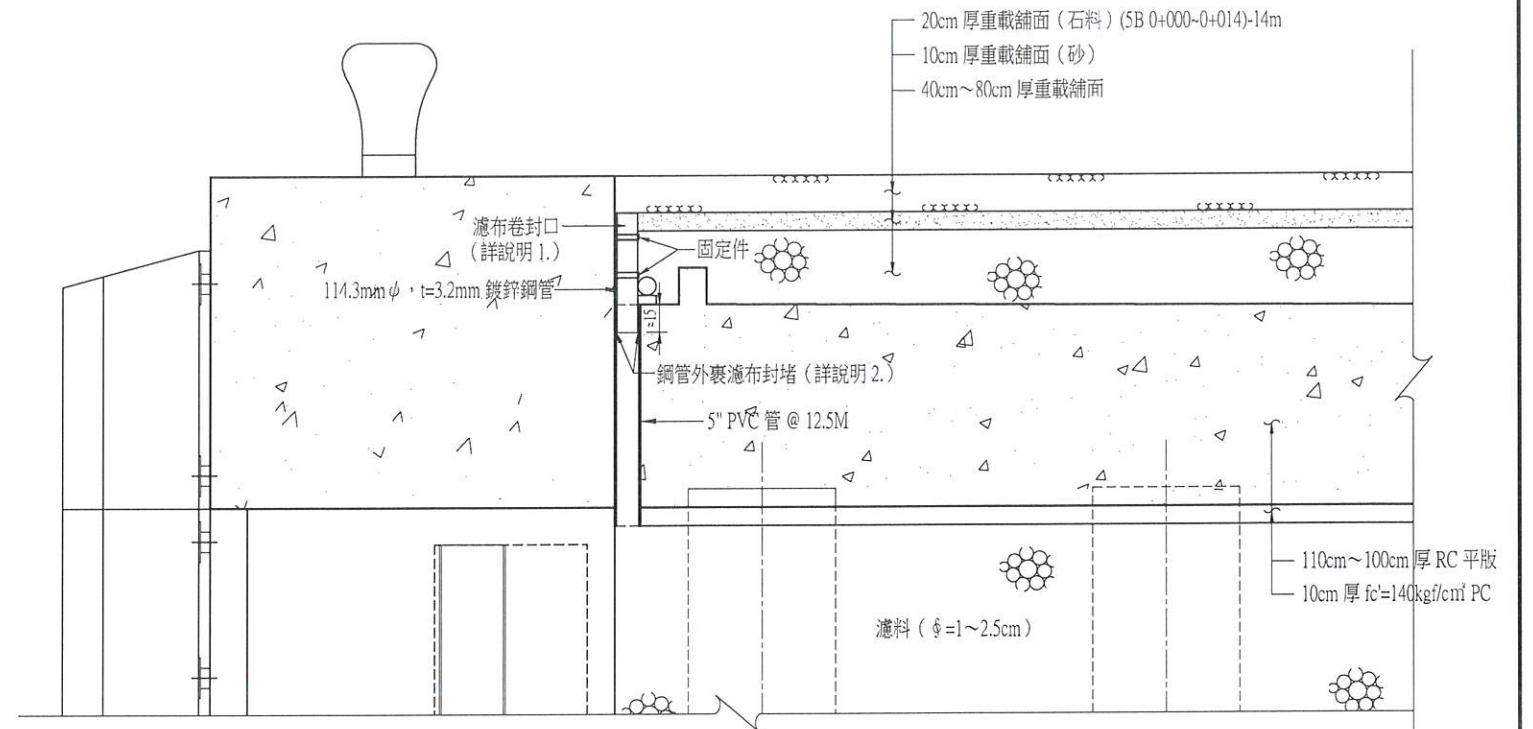 20cm 厚重載舖面（石料）(5B 0+000~0+014)-14m
10cm 厚重載舖面（砂）
40cm～80cm 厚重載舖面
濾布卷封口
（詳說明 1.）
固定件
114.3mmψ，t=3.2mm 鍍鋅鋼管
≈15
鋼管外裹濾布封堵（詳說明 2.）
5" PVC 管 @ 12.5M
110cm～100cm 厚 RC 平版
10cm 厚 fc'=140kgf/cm² PC
濾料（ϕ=1～2.5cm）